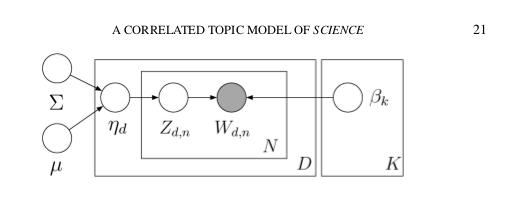 A CORRELATED TOPIC MODEL OF SCIENCE 21
Σ
η_d Z_{d,n} W_{d,n} β_k
N
μ D K